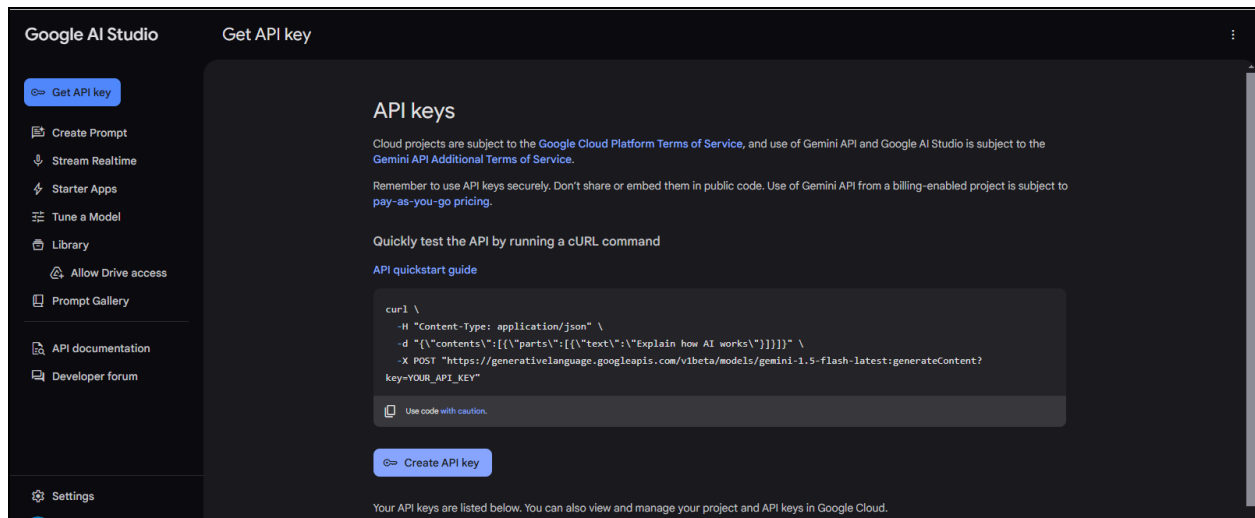 Google AI Studio
Get API key
Get API key
Create Prompt
Stream Realtime
Starter Apps
Tune a Model
Library
Allow Drive access
Prompt Gallery
API documentation
Developer forum
Settings
API keys
Cloud projects are subject to the Google Cloud Platform Terms of Service, and use of Gemini API and Google AI Studio is subject to the
Gemini API Additional Terms of Service.
Remember to use API keys securely. Don't share or embed them in public code. Use of Gemini API from a billing-enabled project is subject to
pay-as-you-go pricing.
Quickly test the API by running a cURL command
API quickstart guide
curl \
-H "Content-Type: application/json" \
-d "{\"contents\":[{\"parts\":[{\"text\":\"Explain how AI works\"}]}]}" \
-X POST "https://generativelanguage.googleapis.com/v1beta/models/gemini-1.5-flash-latest:generateContent?
key=YOUR_API_KEY"
Use code with caution.
Create API key
Your API keys are listed below. You can also view and manage your project and API keys in Google Cloud.